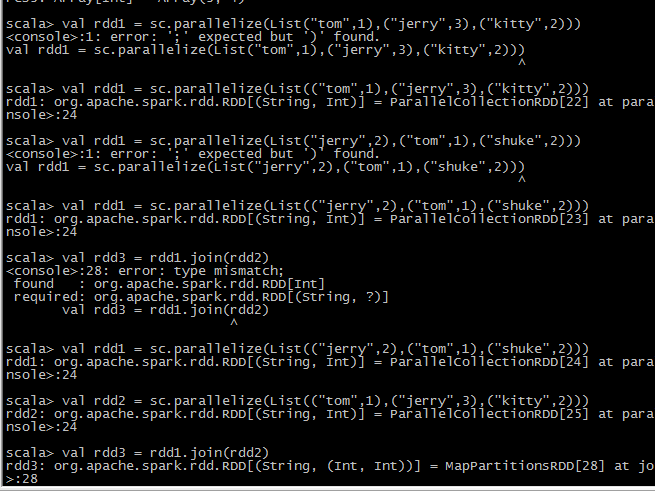 scala> val rdd1 = sc.parallelize(List("tom",1),("jerry",3),("kitty",2)))
<console>:1: error: ';' expected but ')' found.
val rdd1 = sc.parallelize(List("tom",1),("jerry",3),("kitty",2)))
^
scala> val rdd1 = sc.parallelize(List(("tom",1),("jerry",3),("kitty",2)))
rdd1: org.apache.spark.rdd.RDD[(String, Int)] = ParallelCollectionRDD[22] at para
nsole>:24
scala> val rdd1 = sc.parallelize(List("jerry",2),("tom",1),("shuke",2)))
<console>:1: error: ';' expected but ')' found.
val rdd1 = sc.parallelize(List("jerry",2),("tom",1),("shuke",2)))
^
scala> val rdd1 = sc.parallelize(List(("jerry",2),("tom",1),("shuke",2)))
rdd1: org.apache.spark.rdd.RDD[(String, Int)] = ParallelCollectionRDD[23] at para
nsole>:24
scala> val rdd3 = rdd1.join(rdd2)
<console>:28: error: type mismatch;
found   : org.apache.spark.rdd.RDD[Int]
required: org.apache.spark.rdd.RDD[(String, ?)]
val rdd3 = rdd1.join(rdd2)
^
scala> val rdd1 = sc.parallelize(List(("jerry",2),("tom",1),("shuke",2)))
rdd1: org.apache.spark.rdd.RDD[(String, Int)] = ParallelCollectionRDD[24] at para
nsole>:24
scala> val rdd2 = sc.parallelize(List(("tom",1),("jerry",3),("kitty",2)))
rdd2: org.apache.spark.rdd.RDD[(String, Int)] = ParallelCollectionRDD[25] at para
nsole>:24
scala> val rdd3 = rdd1.join(rdd2)
rdd3: org.apache.spark.rdd.RDD[(String, (Int, Int))] = MapPartitionsRDD[28] at jo
>:28